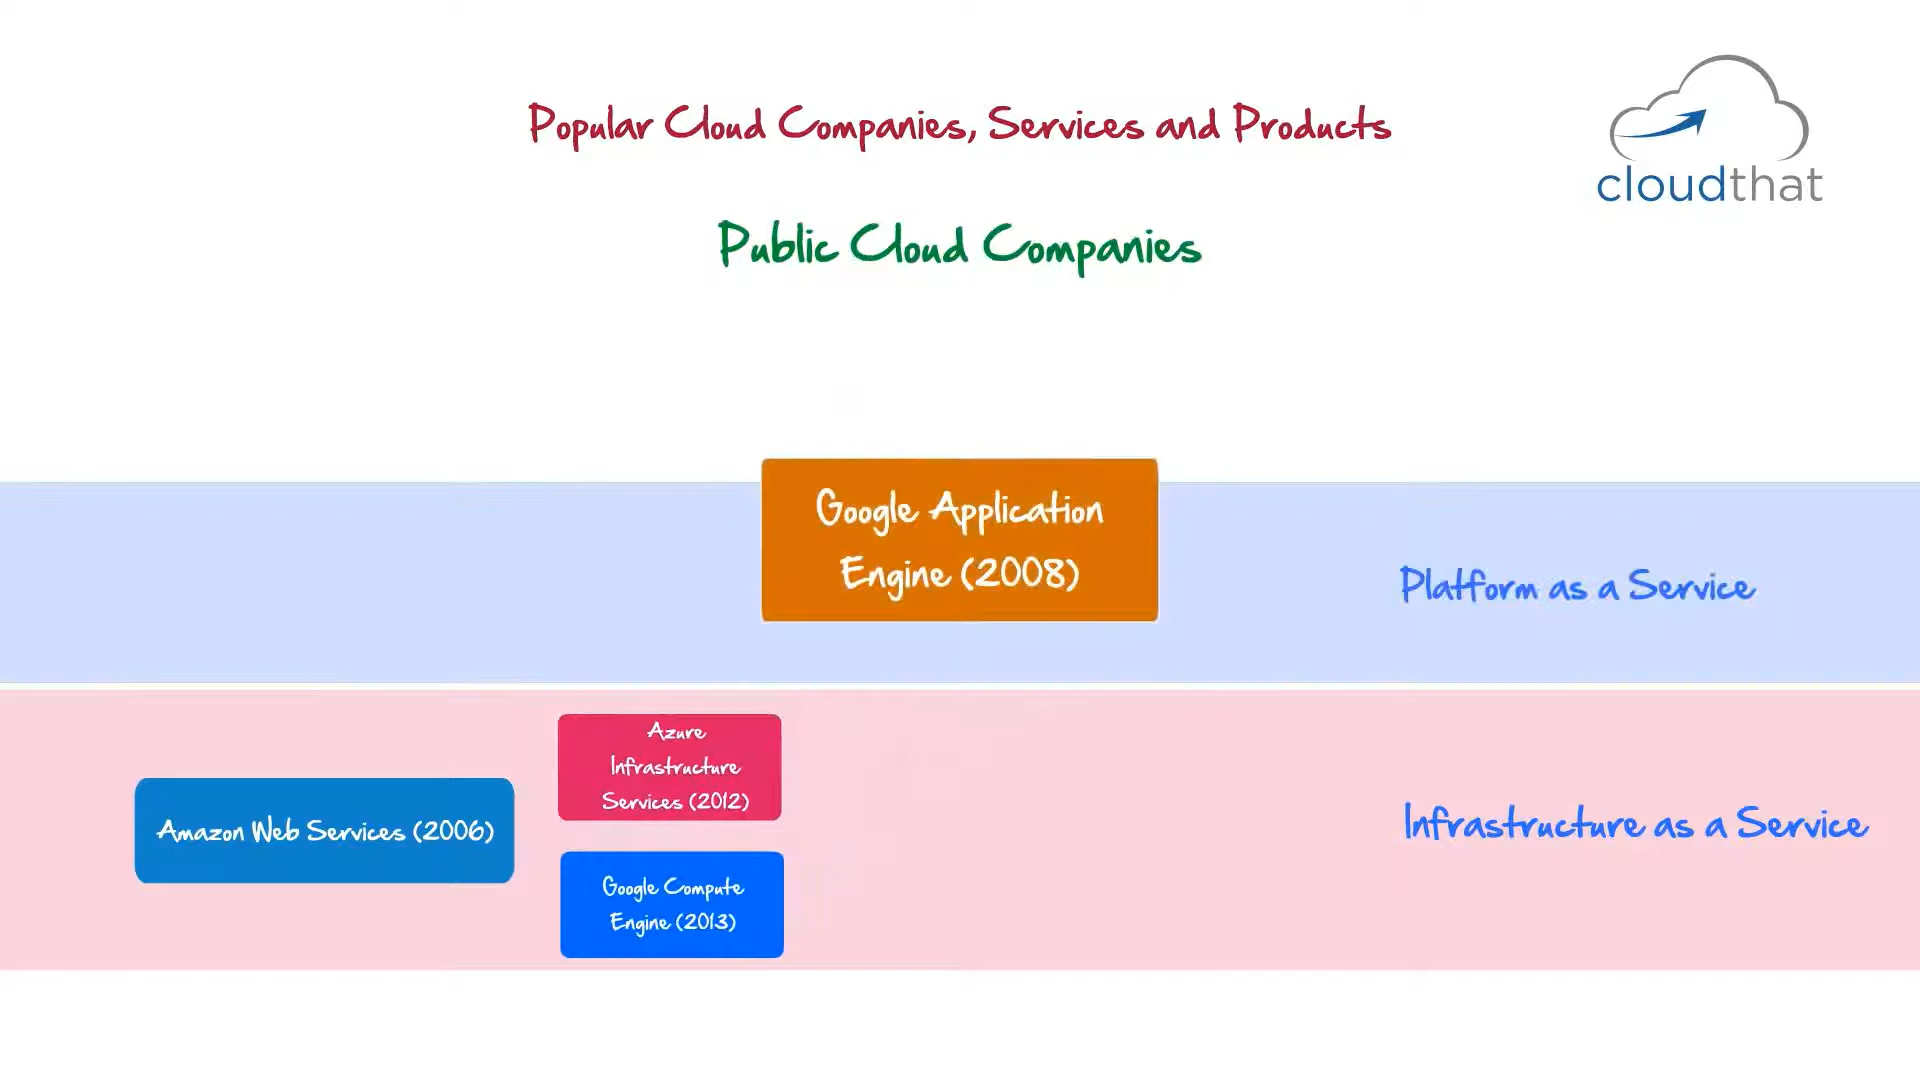 Popular Cloud Companies, Services and Products
cloudthat
Public Cloud Companies
Google Application
Engine (2008)
Platform as a Service
Azure
Infrastructure
Services (2012)
Amazon Web Services (2006)
Infrastructure as a Service
Google Compute
Engine (2013)